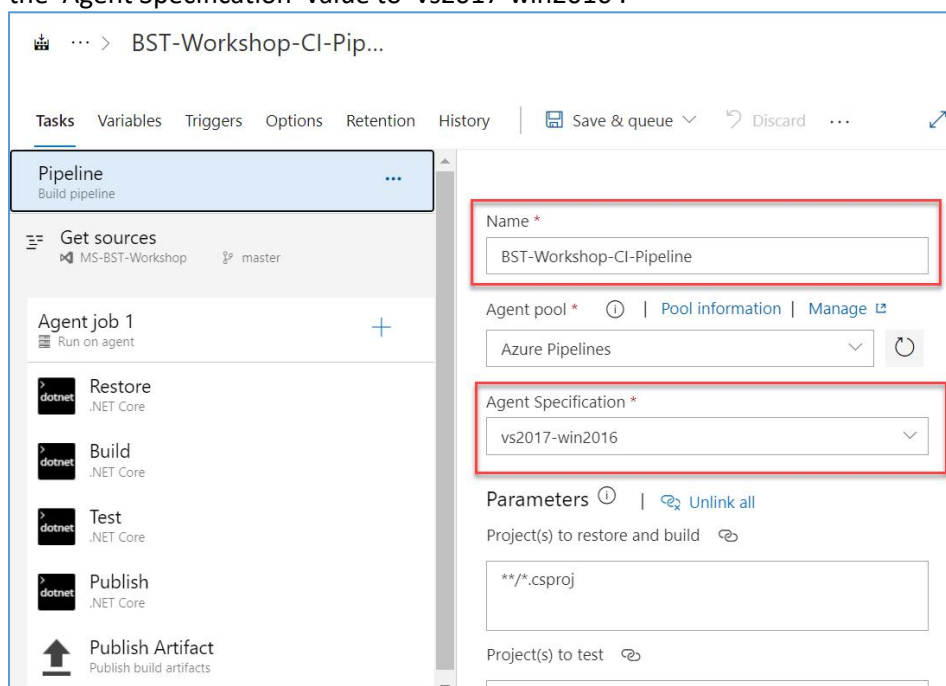 the 'Agent Specification' value to 'vs2017-win2016'.
... > BST-Workshop-CI-Pip...
Tasks Variables Triggers Options Retention History Save & queue Discard ...
Pipeline ...
Build pipeline
Get sources
MS-BST-Workshop master
Agent job 1
Run on agent
dotnet Restore
.NET Core
dotnet Build
.NET Core
dotnet Test
.NET Core
dotnet Publish
.NET Core
Publish Artifact
Publish build artifacts
Name *
BST-Workshop-CI-Pipeline
Agent pool * | Pool information | Manage
Azure Pipelines
Agent Specification *
vs2017-win2016
Parameters | Unlink all
Project(s) to restore and build
**/*.csproj
Project(s) to test